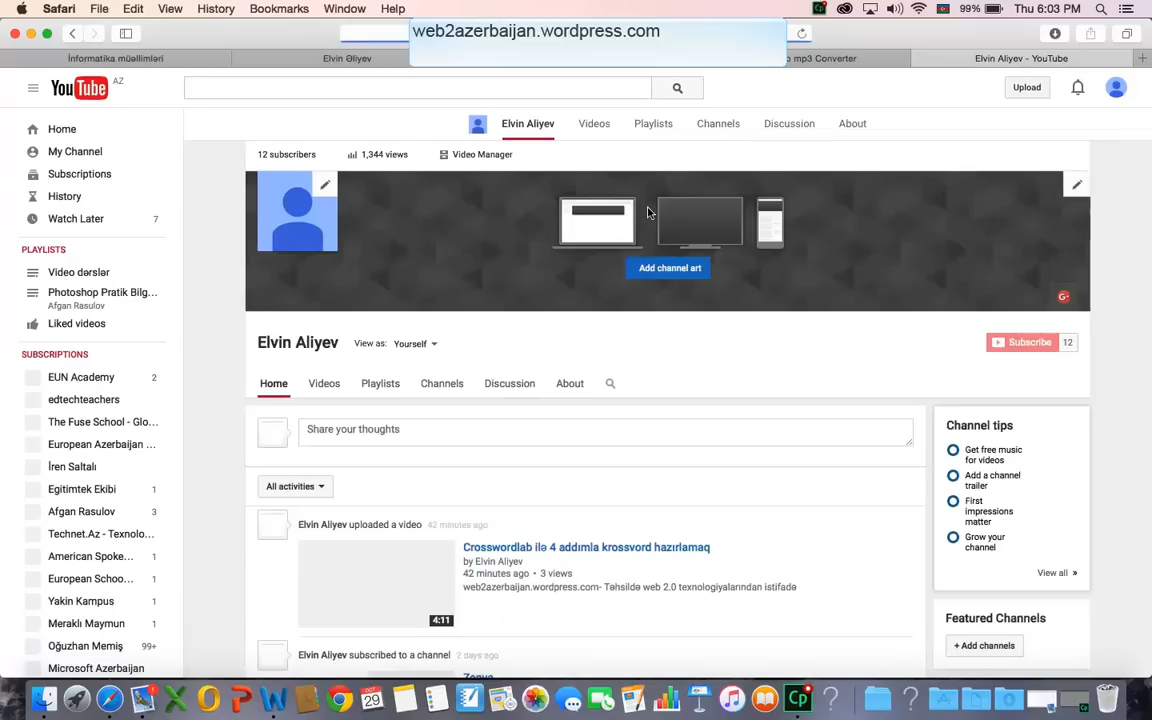 Safari File Edit View History Bookmarks Window Help
99% Thu 6:03 PM
web2azerbaijan.wordpress.com
İnformatika müəllimləri
Elvin Əliyev
mp3 Converter
Elvin Aliyev - YouTube
YouTube AZ
Upload
Home
My Channel
Subscriptions
History
Watch Later 7
PLAYLISTS
Video dərslər
Photoshop Pratik Bilg...
Afgan Rasulov
Liked videos
SUBSCRIPTIONS
EUN Academy 2
edtechteachers
The Fuse School - Glo...
European Azerbaijan ...
İren Saltalı
Egitimtek Ekibi 1
Afgan Rasulov 3
Technet.Az - Texnolo...
American Spoke... 1
European Schoo... 1
Yakin Kampus 1
Meraklı Maymun 1
Oğuzhan Memiş 99+
Microsoft Azerbaijan
Elvin Aliyev Videos Playlists Channels Discussion About
12 subscribers 1,344 views Video Manager
Add channel art
G+
Elvin Aliyev View as: Yourself
Subscribe 12
Home Videos Playlists Channels Discussion About
Share your thoughts
All activities
Elvin Aliyev uploaded a video 42 minutes ago
Crosswordlab ilə 4 addımla krossvord hazırlamaq
by Elvin Aliyev
42 minutes ago • 3 views
web2azerbaijan.wordpress.com- Təhsildə web 2.0 texnologiyalarından istifadə
4:11
Elvin Aliyev subscribed to a channel 2 days ago
Channel tips
Get free music
for videos
Add a channel
trailer
First
impressions
matter
Grow your
channel
View all »
Featured Channels
+ Add channels
OCT
29
Cp